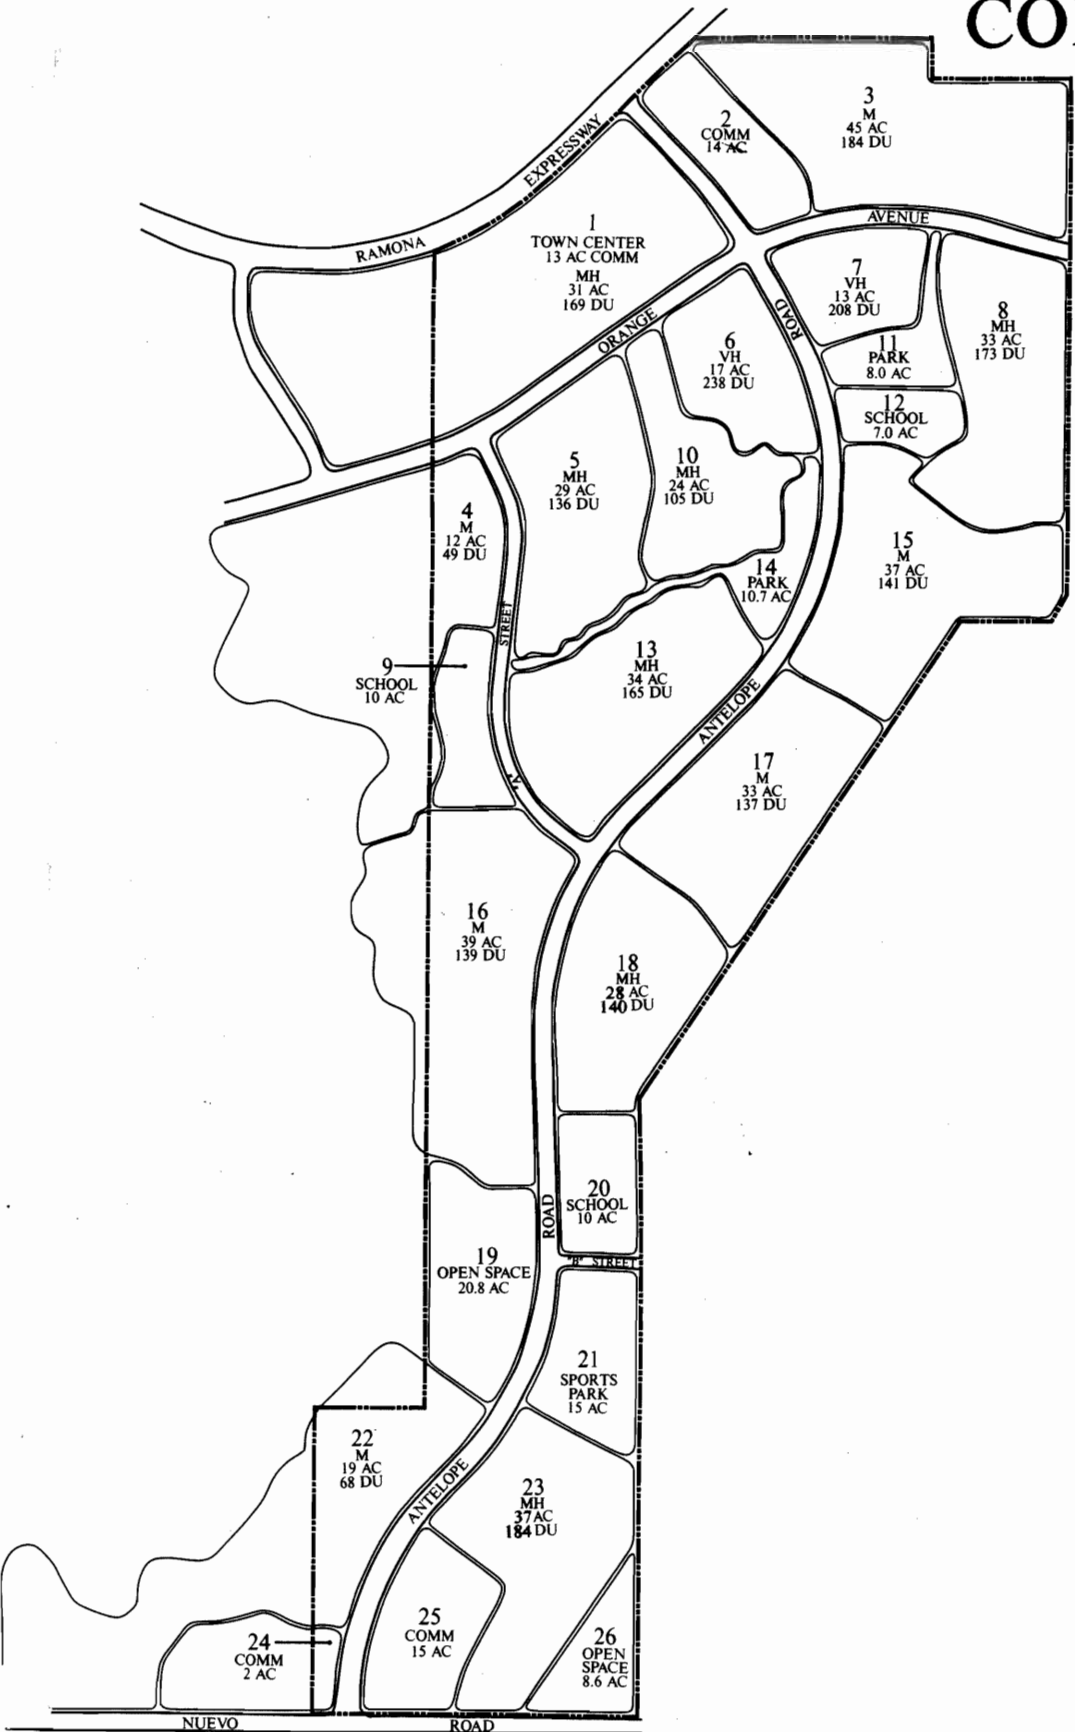 CO
EXPRESSWAY
RAMONA
1
TOWN CENTER
13 AC COMM
MH
31 AC
169 DU
2
COMM
14 AC
3
M
45 AC
184 DU
AVENUE
ORANGE
ROAD
7
VH
13 AC
208 DU
8
MH
33 AC
173 DU
6
VH
17 AC
238 DU
11
PARK
8.0 AC
12
SCHOOL
7.0 AC
5
MH
29 AC
136 DU
10
MH
24 AC
105 DU
4
M
12 AC
49 DU
14
PARK
10.7 AC
15
M
37 AC
141 DU
STREET
"A"
9
SCHOOL
10 AC
13
MH
34 AC
165 DU
ANTELOPE
17
M
33 AC
137 DU
16
M
39 AC
139 DU
18
MH
28 AC
140 DU
20
SCHOOL
10 AC
ROAD
"B" STREET
19
OPEN SPACE
20.8 AC
21
SPORTS
PARK
15 AC
22
M
19 AC
68 DU
ANTELOPE
23
MH
37 AC
184 DU
25
COMM
15 AC
24
COMM
2 AC
26
OPEN
SPACE
8.6 AC
NUEVO ROAD